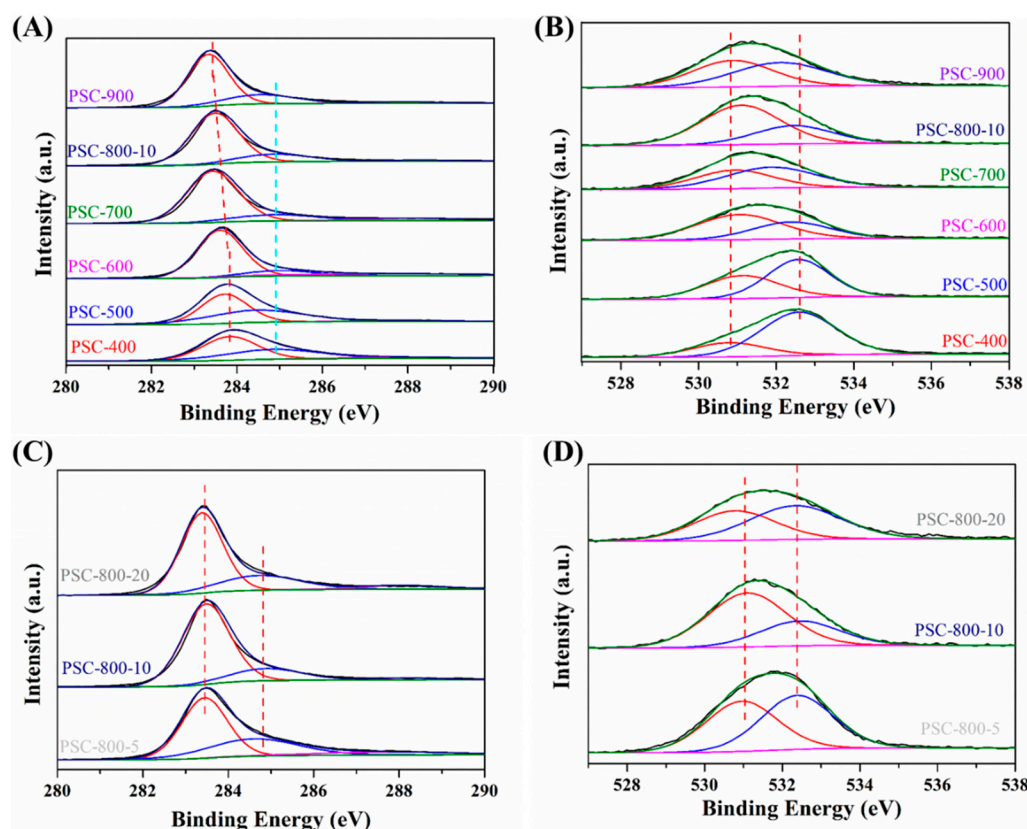 (A)
PSC-900
PSC-800-10
PSC-700
PSC-600
PSC-500
PSC-400
Intensity (a.u.)
280 282 284 286 288 290
Binding Energy (eV)
(B)
PSC-900
PSC-800-10
PSC-700
PSC-600
PSC-500
PSC-400
Intensity (a.u.)
528 530 532 534 536 538
Binding Energy (eV)
(C)
PSC-800-20
PSC-800-10
PSC-800-5
Intensity (a.u.)
280 282 284 286 288 290
Binding Energy (eV)
(D)
PSC-800-20
PSC-800-10
PSC-800-5
Intensity (a.u.)
528 530 532 534 536 538
Binding Energy (eV)